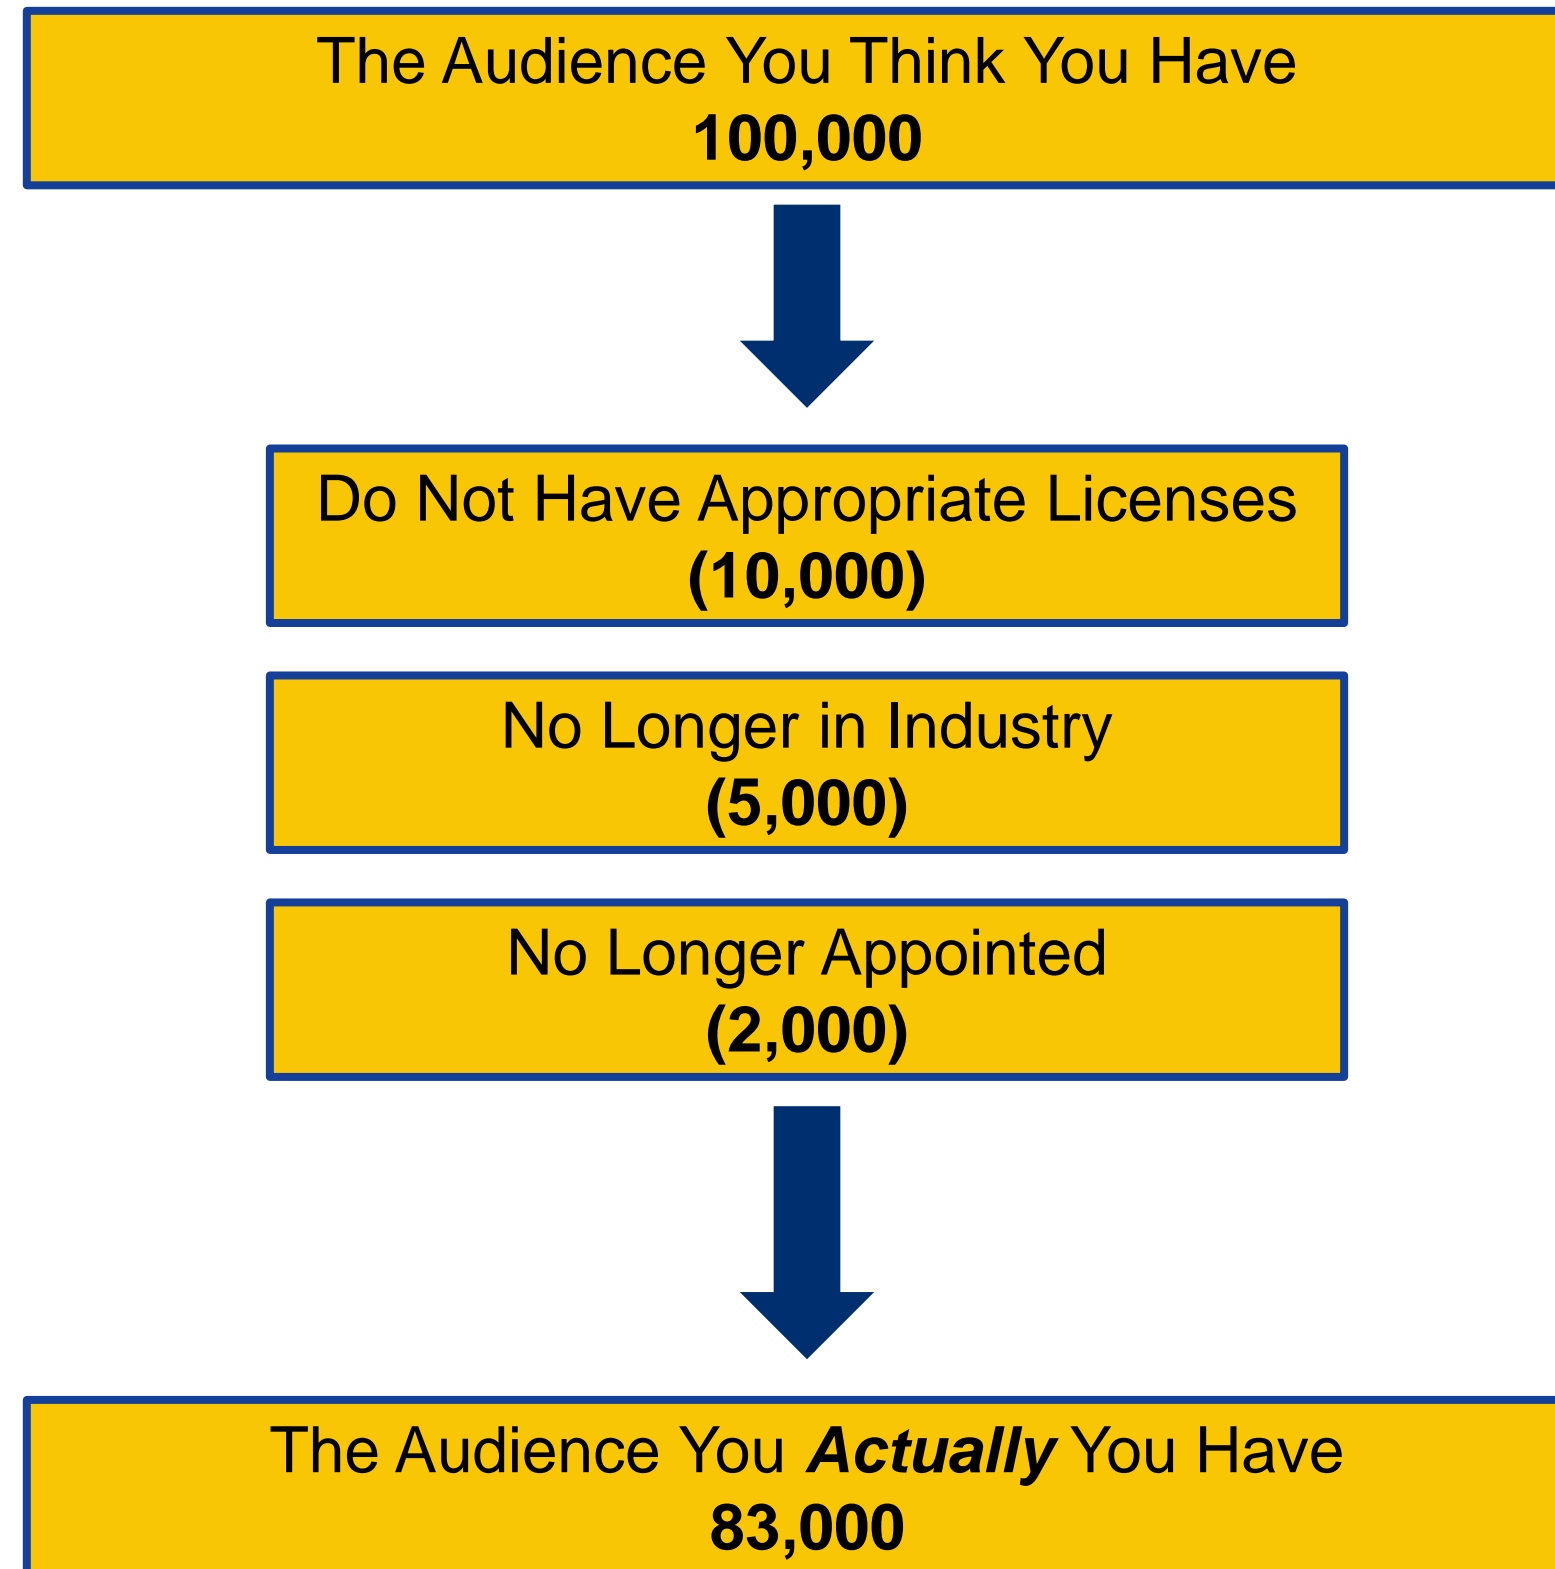 The Audience You Think You Have
100,000
Do Not Have Appropriate Licenses
(10,000)
No Longer in Industry
(5,000)
No Longer Appointed
(2,000)
The Audience You Actually You Have
83,000